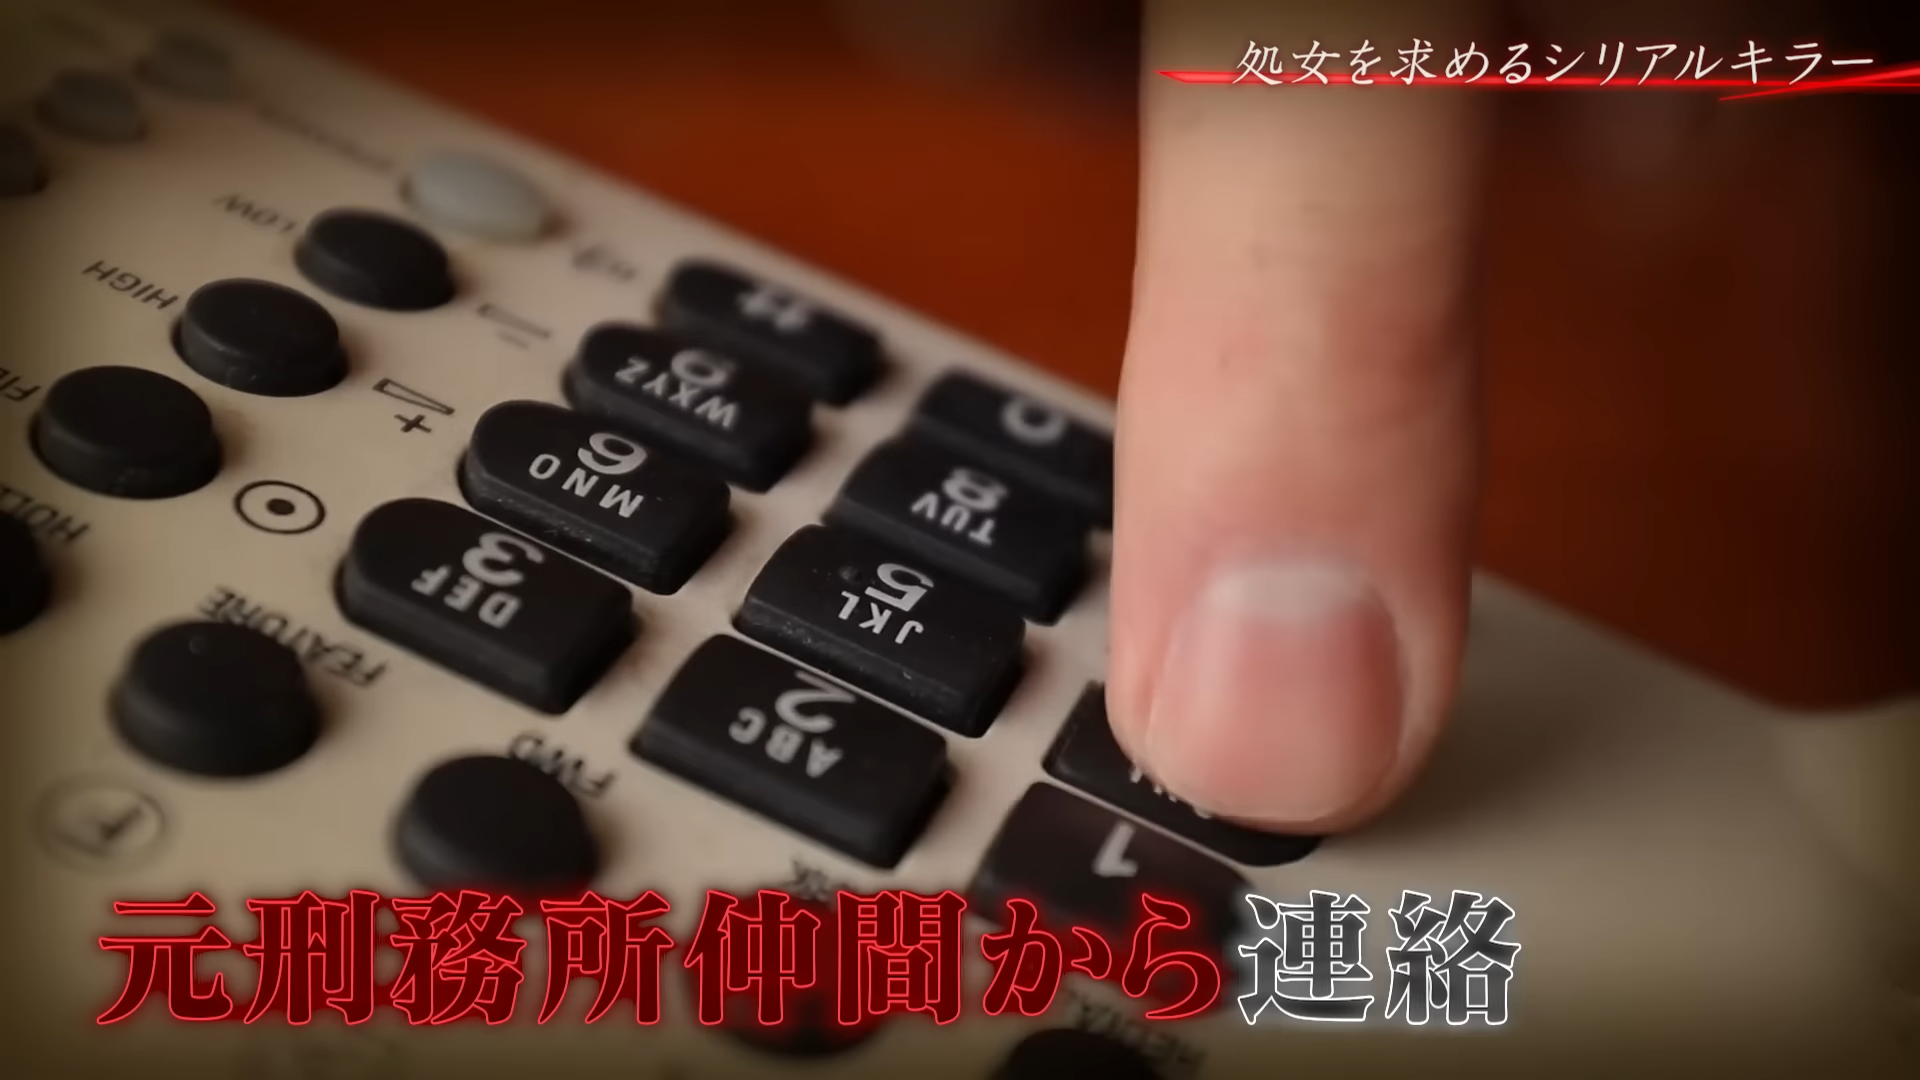 処女を求めるシリアルキラー
LOW
HIGH
WXYZ 9
0
MNO 6
TUV 8
DEF 3
JKL 5
FEATURE
ABC 2
FWD
1
元刑務所仲間から連絡